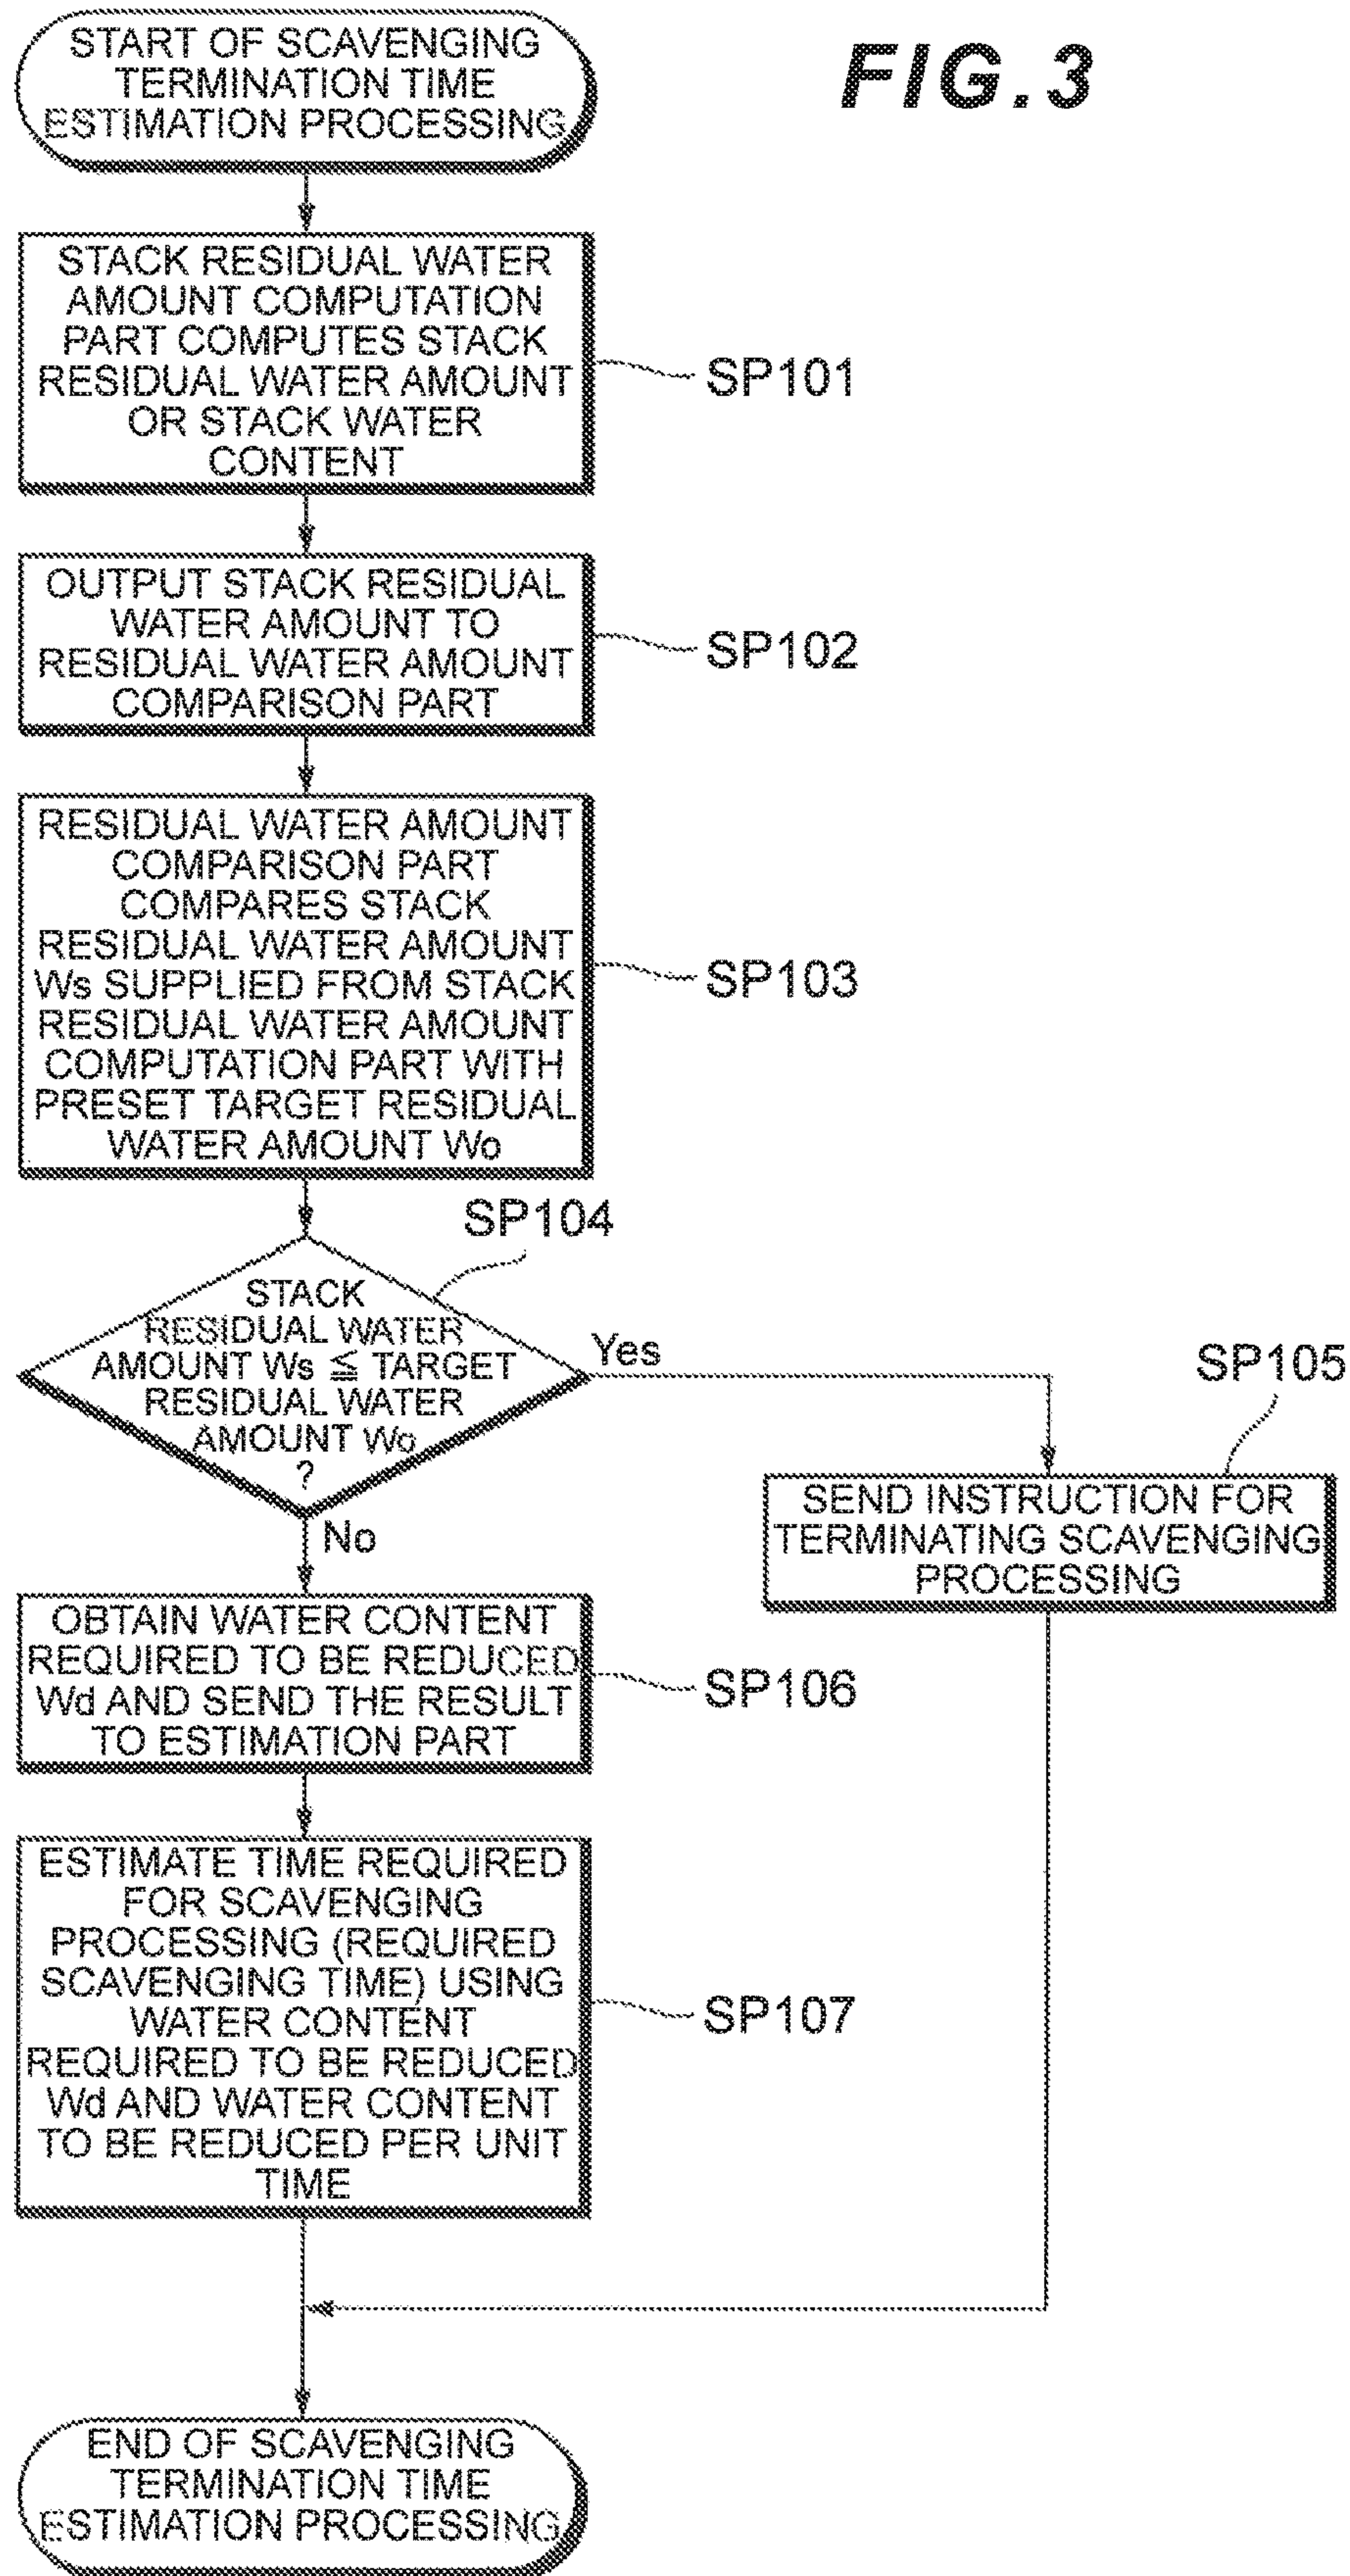 FIG.3
START OF SCAVENGING
TERMINATION TIME
ESTIMATION PROCESSING
STACK RESIDUAL WATER
AMOUNT COMPUTATION
PART COMPUTES STACK
RESIDUAL WATER AMOUNT
OR STACK WATER
CONTENT
SP101
OUTPUT STACK RESIDUAL
WATER AMOUNT TO
RESIDUAL WATER AMOUNT
COMPARISON PART
SP102
RESIDUAL WATER AMOUNT
COMPARISON PART
COMPARES STACK
RESIDUAL WATER AMOUNT
Ws SUPPLIED FROM STACK
RESIDUAL WATER AMOUNT
COMPUTATION PART WITH
PRESET TARGET RESIDUAL
WATER AMOUNT Wo
SP103
SP104
STACK
RESIDUAL WATER
AMOUNT Ws ≦ TARGET
RESIDUAL WATER
AMOUNT Wo
?
Yes
No
SP105
SEND INSTRUCTION FOR
TERMINATING SCAVENGING
PROCESSING
OBTAIN WATER CONTENT
REQUIRED TO BE REDUCED
Wd AND SEND THE RESULT
TO ESTIMATION PART
SP106
ESTIMATE TIME REQUIRED
FOR SCAVENGING
PROCESSING (REQUIRED
SCAVENGING TIME) USING
WATER CONTENT
REQUIRED TO BE REDUCED
Wd AND WATER CONTENT
TO BE REDUCED PER UNIT
TIME
SP107
END OF SCAVENGING
TERMINATION TIME
ESTIMATION PROCESSING